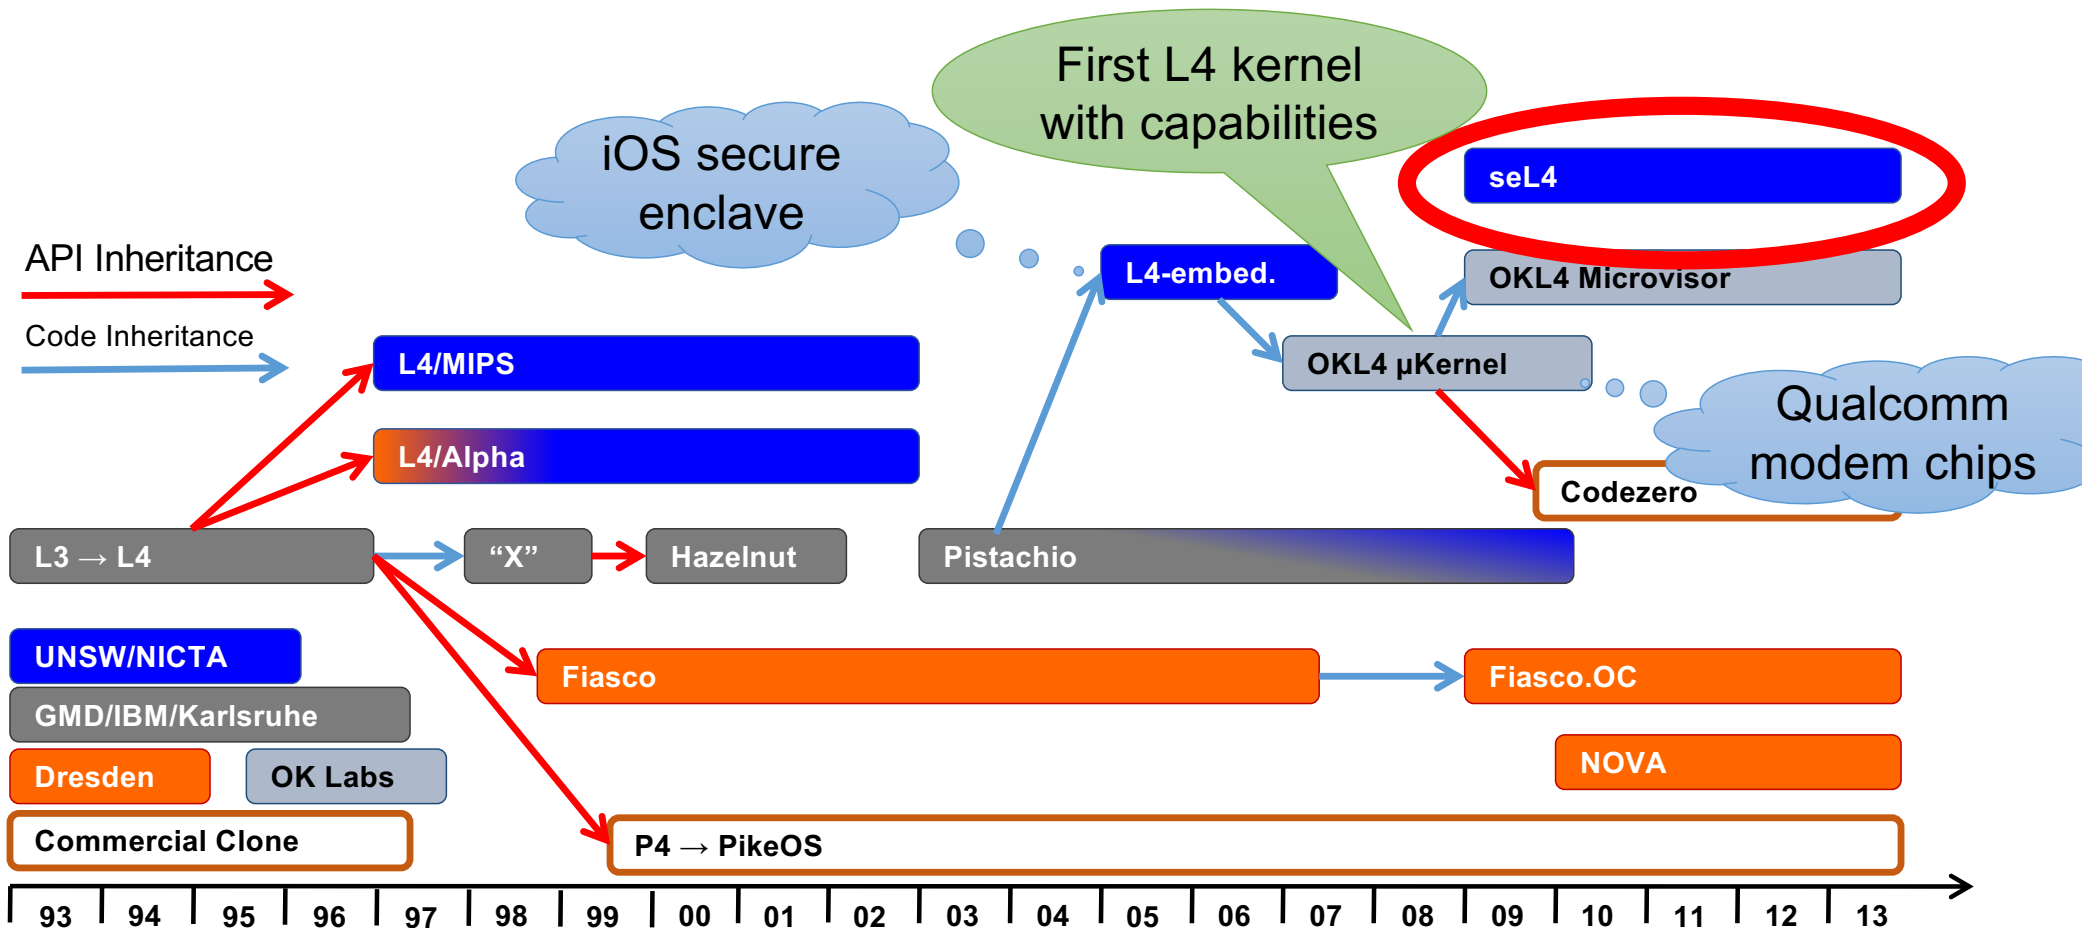 First L4 kernel
with capabilities
iOS secure
enclave
seL4
API Inheritance
L4-embed.
OKL4 Microvisor
Code Inheritance
L4/MIPS
OKL4 µKernel
Qualcomm
modem chips
L4/Alpha
Codezero
L3 → L4
“X”
Hazelnut
Pistachio
UNSW/NICTA
Fiasco
Fiasco.OC
GMD/IBM/Karlsruhe
Dresden
OK Labs
NOVA
Commercial Clone
P4 → PikeOS
93 94 95 96 97 98 99 00 01 02 03 04 05 06 07 08 09 10 11 12 13